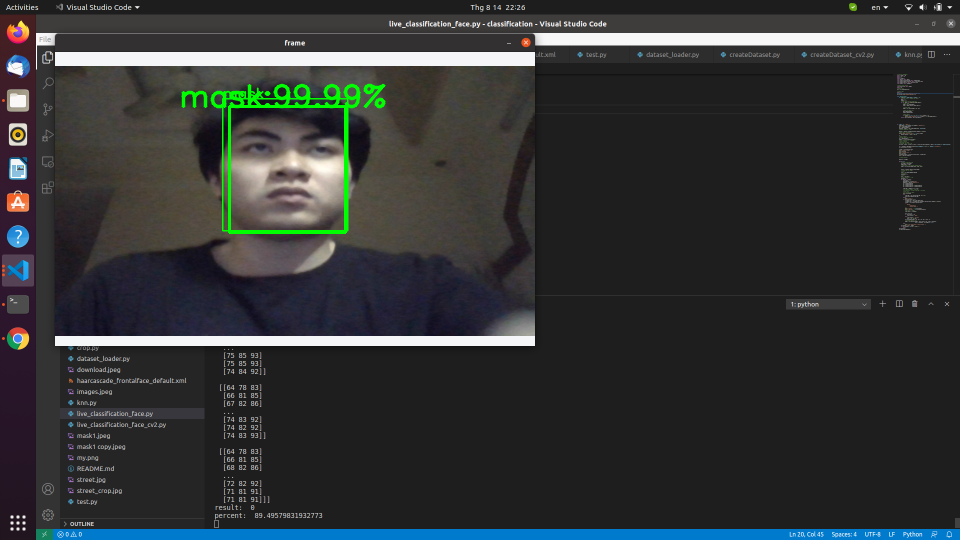 Activities
Visual Studio Code
Thg 8 14 22:26
en
live_classification_face.py - classification - Visual Studio Code
File
frame
ult.xml
test.py
dataset_loader.py
createDataset.py
createDataset_cv2.py
knn.py
mask:99.99%
1: python
crop.py
dataset_loader.py
download.jpeg
haarcascade_frontalface_default.xml
images.jpeg
knn.py
live_classification_face.py
live_classification_face_cv2.py
mask1.jpeg
mask1 copy.jpeg
my.png
README.md
street.jpg
street_crop.jpg
test.py
OUTLINE
...
[75 85 93]
[75 85 93]
[74 84 92]]
[[64 78 83]
[66 81 85]
[67 82 86]
...
[74 83 92]
[74 82 92]
[74 83 93]]
[[64 78 83]
[66 81 85]
[68 82 86]
...
[72 82 92]
[71 81 91]
[71 81 91]]]
result: 0
percent: 89.49579831932773
0 0
Ln 20, Col 45
Spaces: 4
UTF-8
LF
Python